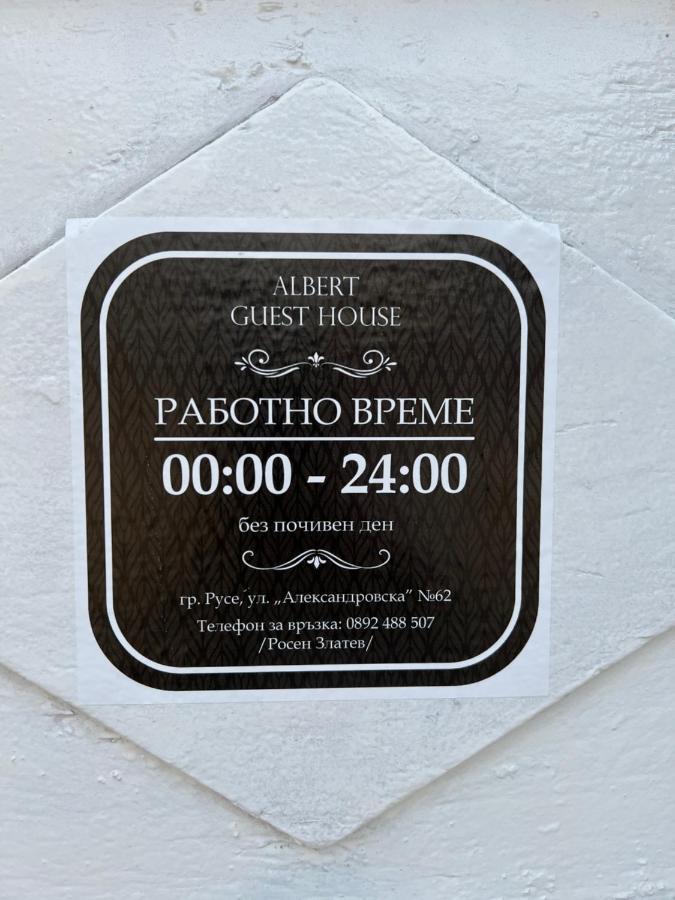 ALBERT
GUEST HOUSE
РАБОТНО ВРЕМЕ
00:00 - 24:00
без почивен ден
гр. Русе, ул. „Александровска” №62
Телефон за връзка: 0892 488 507
/Росен Златев/